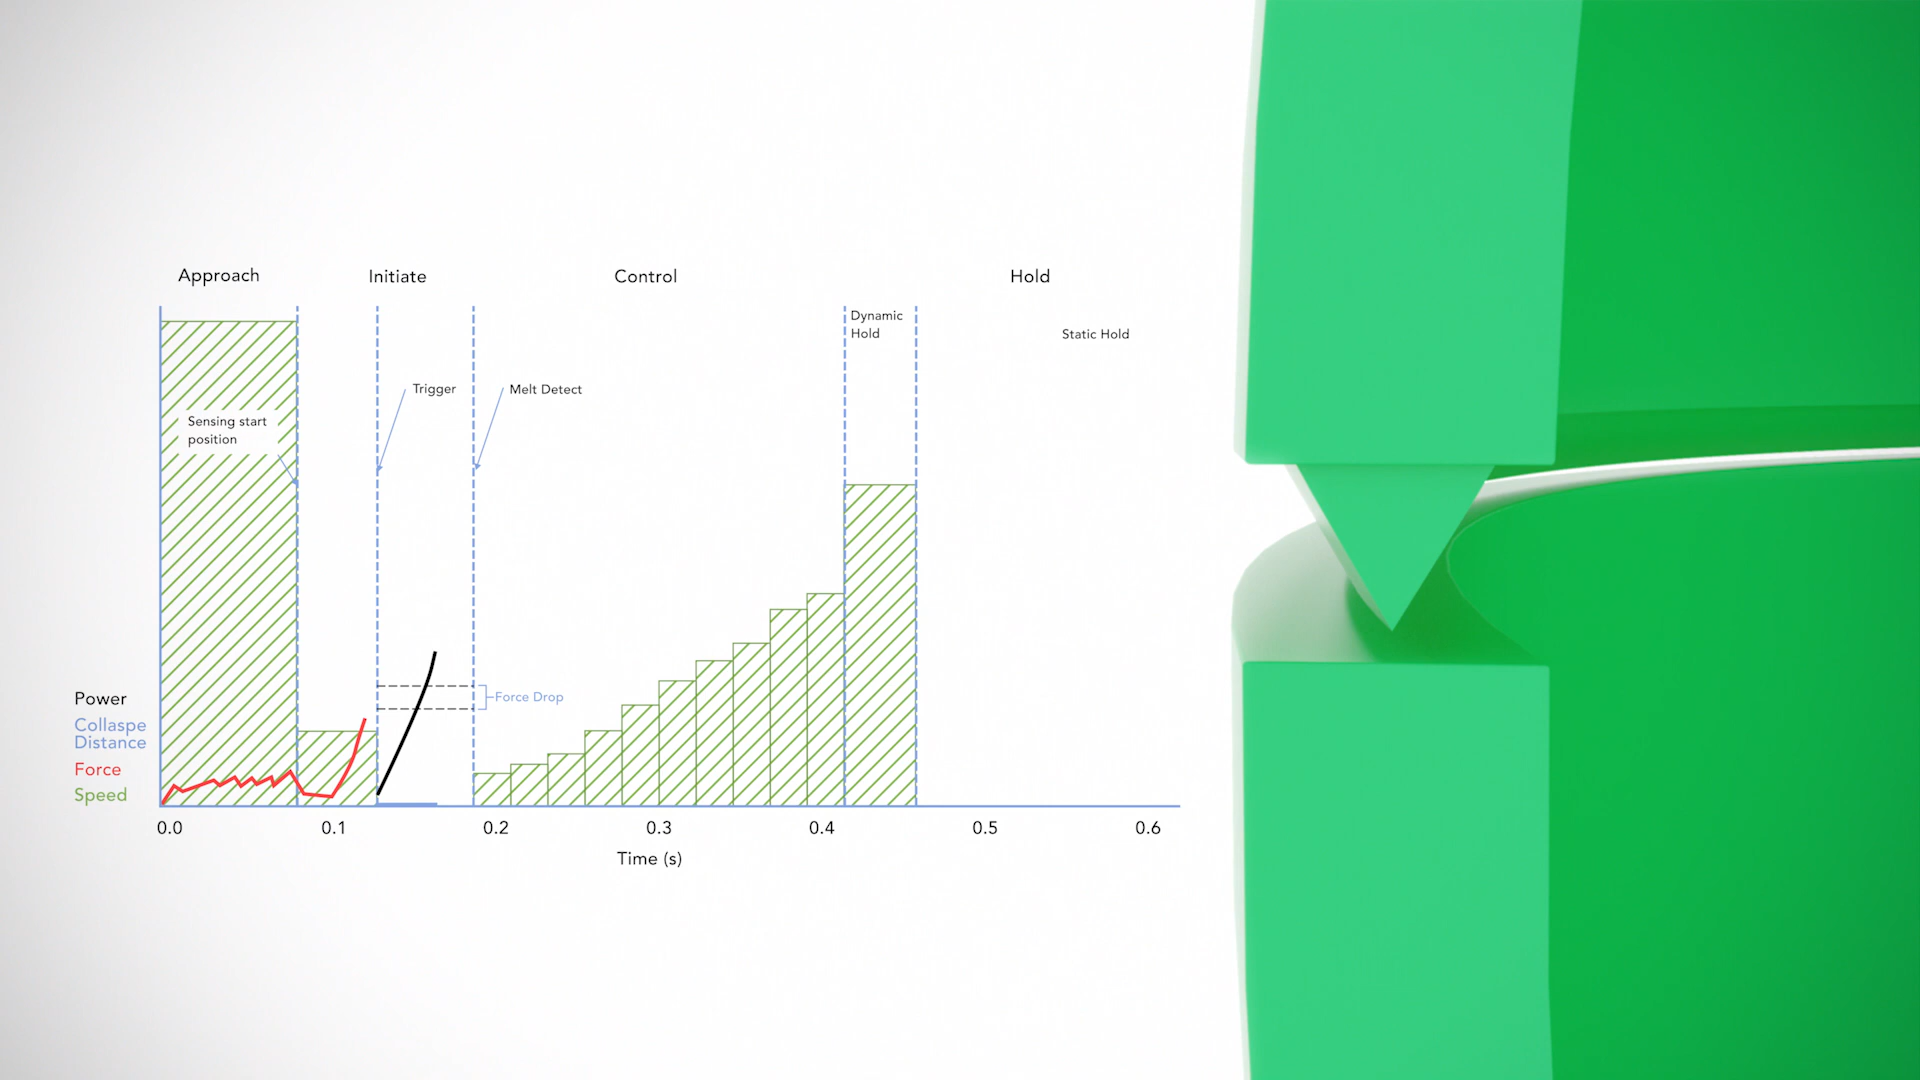 Approach
Initiate
Control
Hold
Dynamic
Hold
Static Hold
Trigger
Melt Detect
Sensing start
position
Force Drop
Power
Collaspe
Distance
Force
Speed
0.0 0.1 0.2 0.3 0.4 0.5 0.6
Time (s)